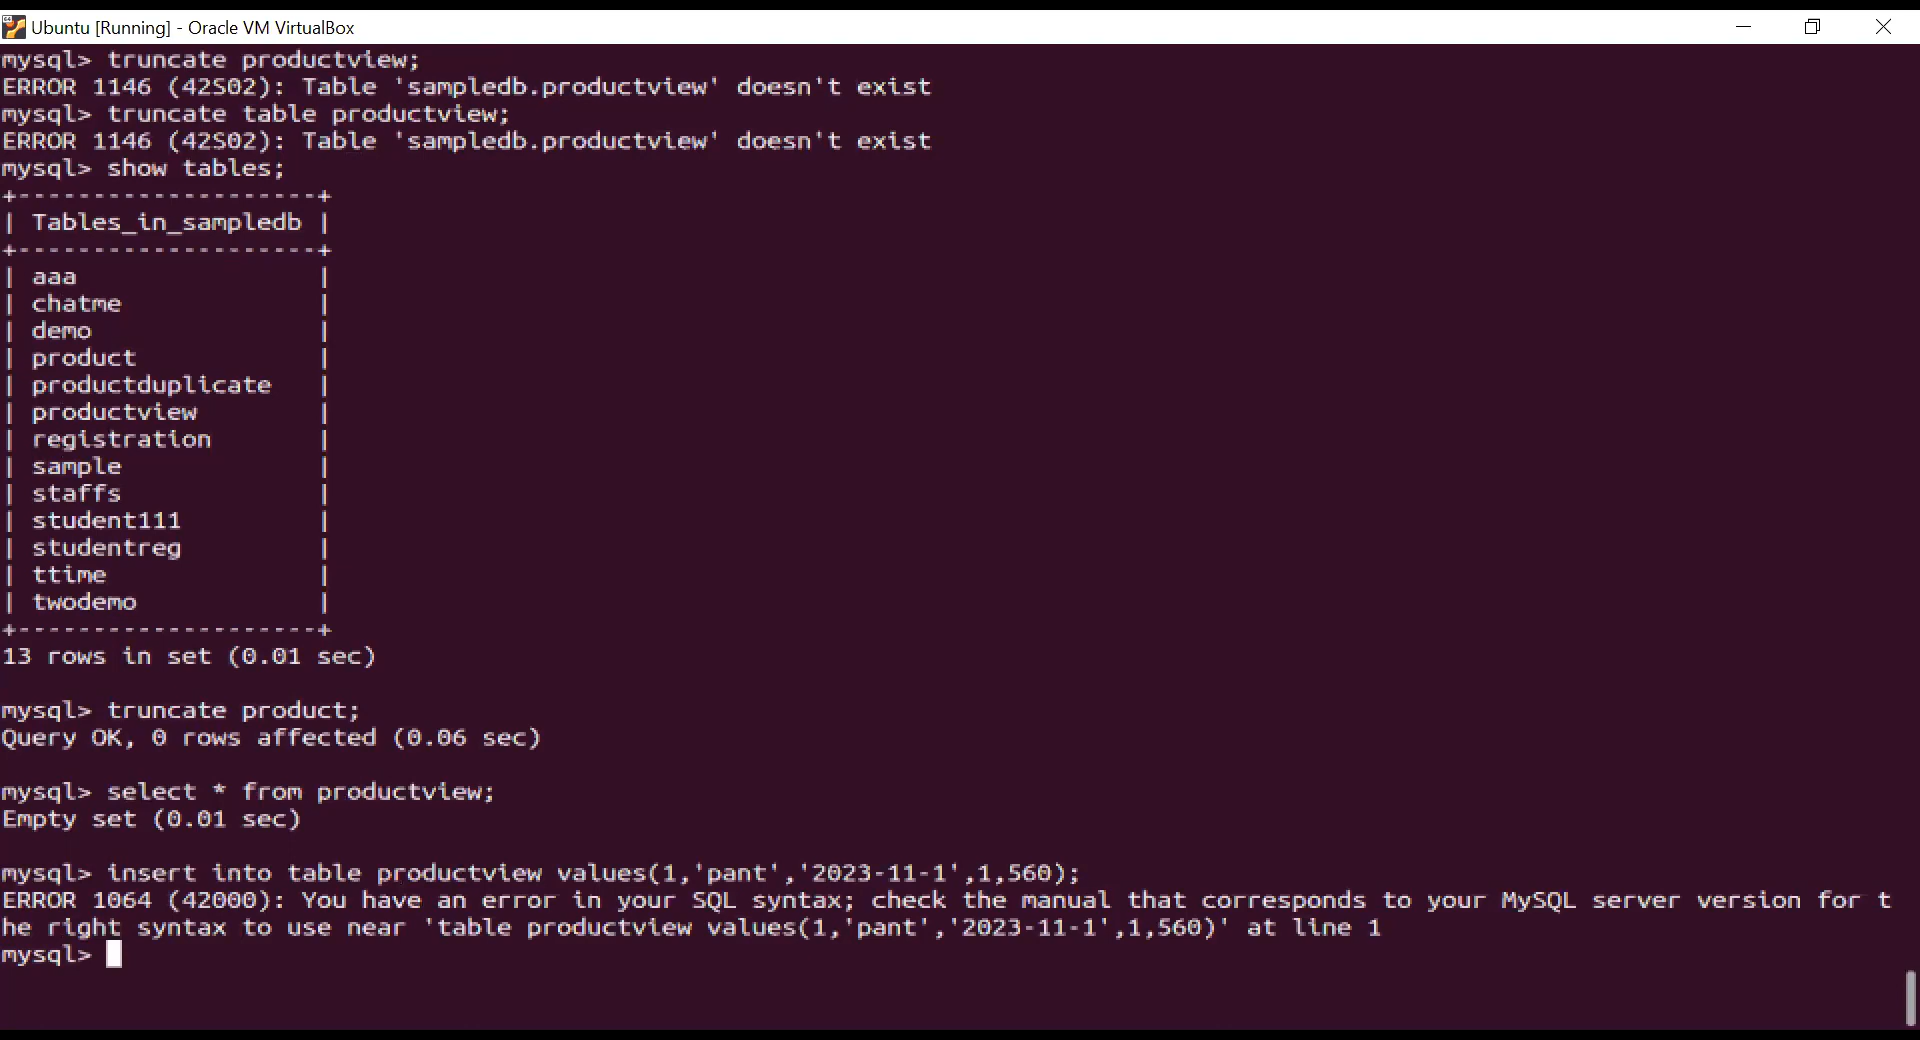 Ubuntu [Running] - Oracle VM VirtualBox
mysql> truncate productview;
ERROR 1146 (42S02): Table 'sampledb.productview' doesn't exist
mysql> truncate table productview;
ERROR 1146 (42S02): Table 'sampledb.productview' doesn't exist
mysql> show tables;
+--------------------+
| Tables_in_sampledb |
+--------------------+
| aaa                |
| chatme             |
| demo               |
| product            |
| productduplicate   |
| productview        |
| registration       |
| sample             |
| staffs             |
| student111         |
| studentreg         |
| ttime              |
| twodemo            |
+--------------------+
13 rows in set (0.01 sec)
mysql> truncate product;
Query OK, 0 rows affected (0.06 sec)
mysql> select * from productview;
Empty set (0.01 sec)
mysql> insert into table productview values(1,'pant','2023-11-1',1,560);
ERROR 1064 (42000): You have an error in your SQL syntax; check the manual that corresponds to your MySQL server version for t
he right syntax to use near 'table productview values(1,'pant','2023-11-1',1,560)' at line 1
mysql>